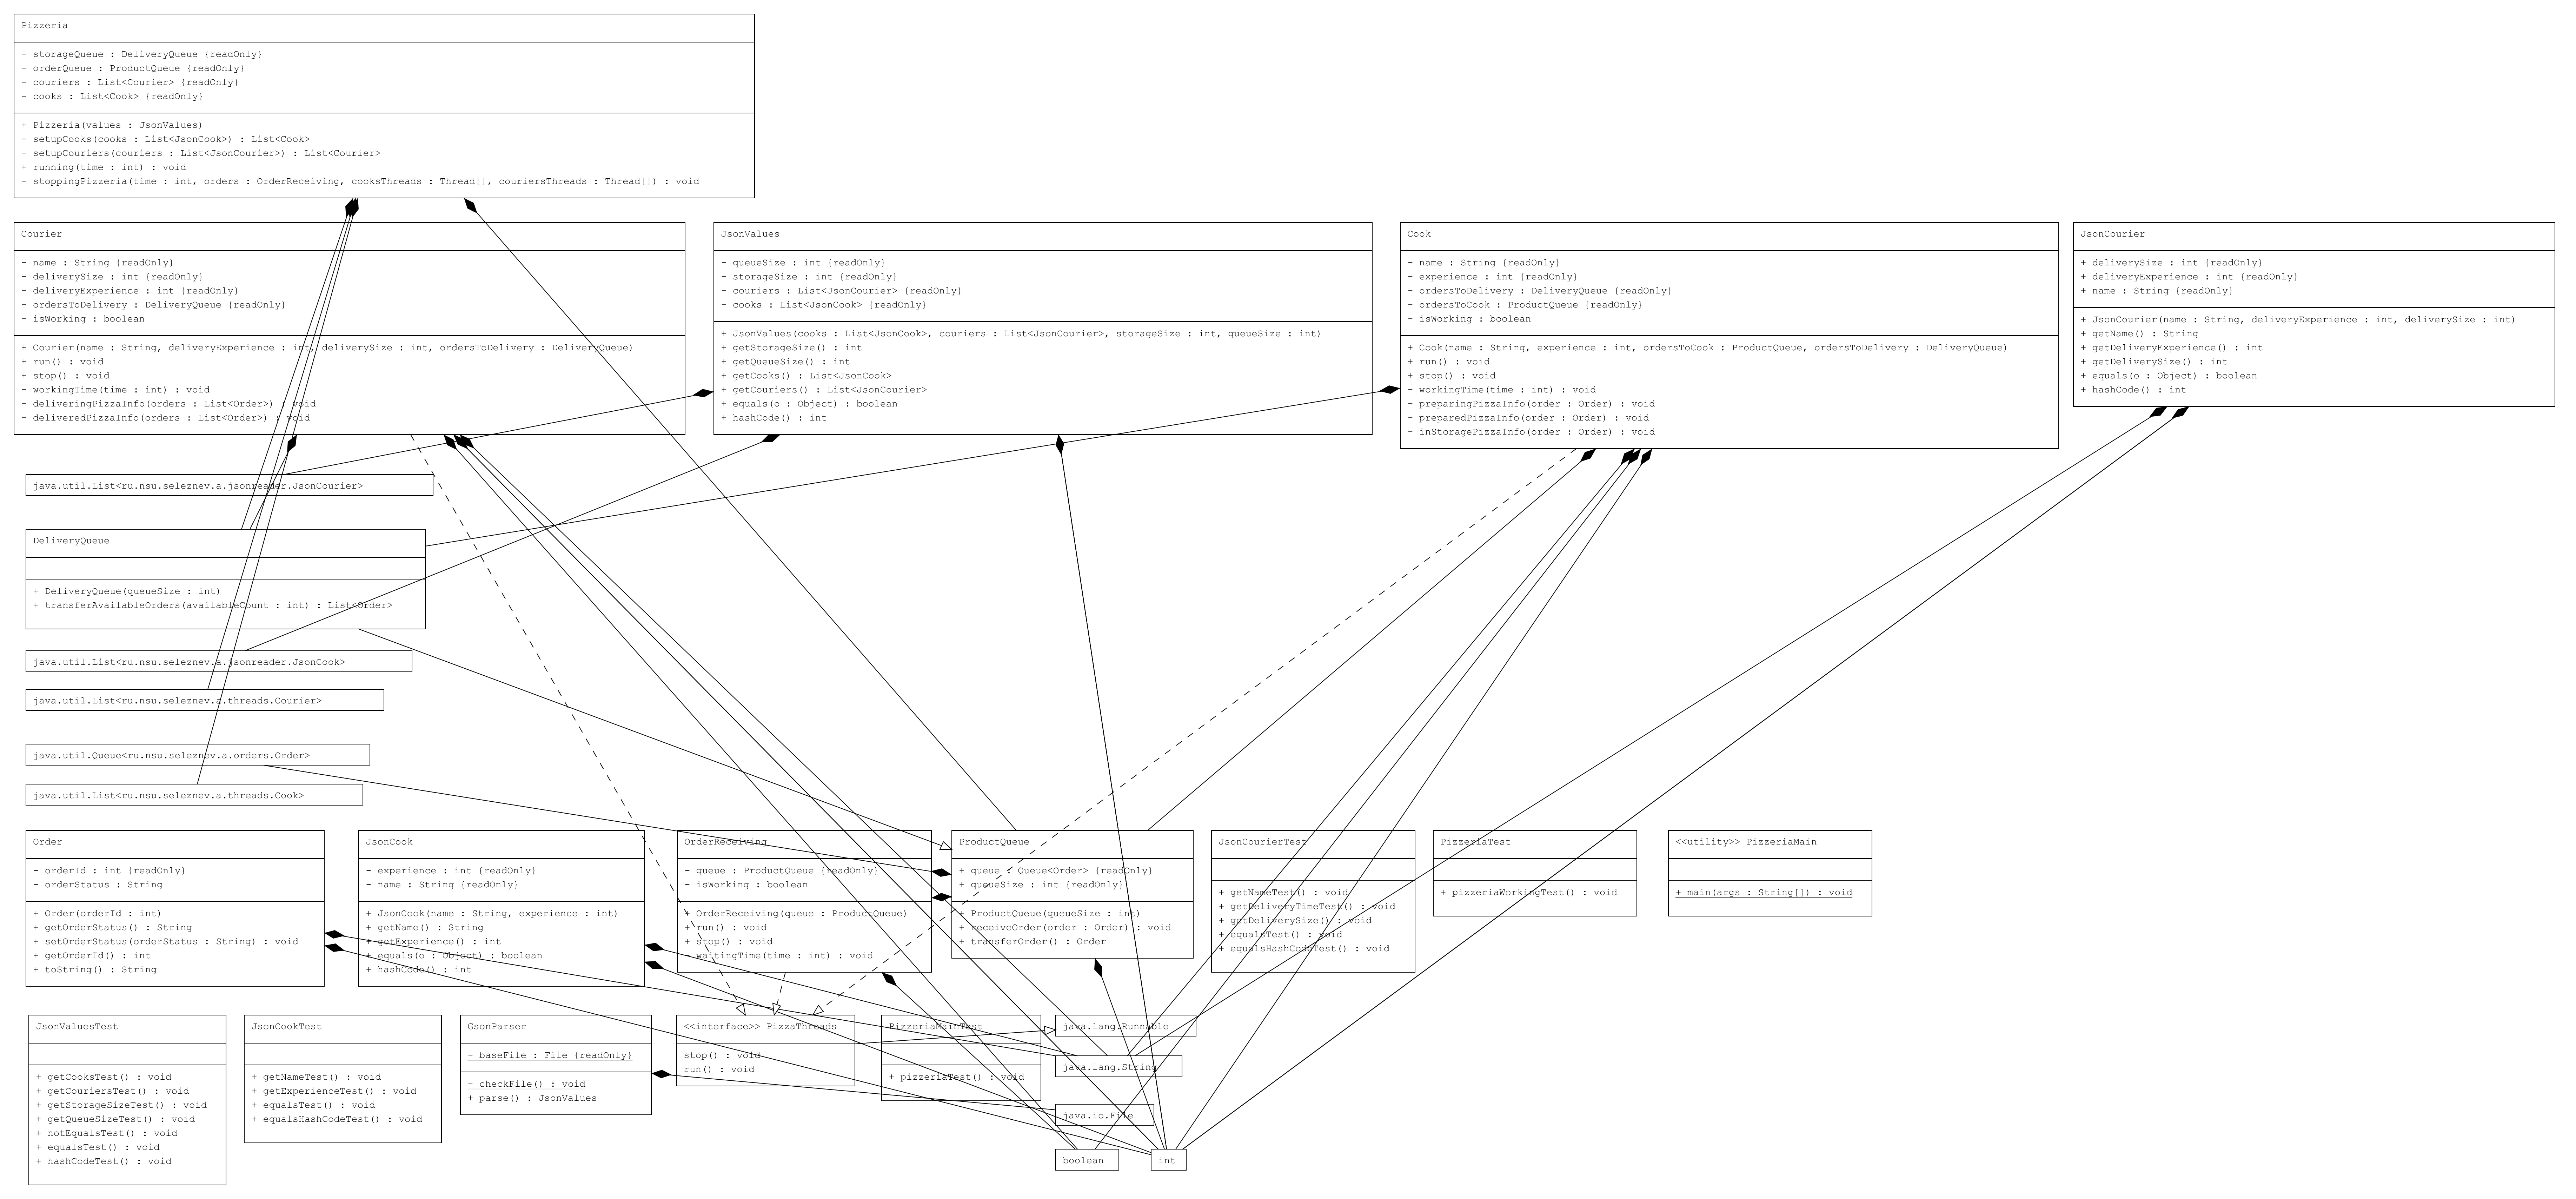 Pizzeria
- storageQueue : DeliveryQueue {readOnly}
- orderQueue : ProductQueue {readOnly}
- couriers : List<Courier> {readOnly}
- cooks : List<Cook> {readOnly}
+ Pizzeria(values : JsonValues)
- setupCooks(cooks : List<JsonCook>) : List<Cook>
- setupCouriers(couriers : List<JsonCourier>) : List<Courier>
+ running(time : int) : void
- stoppingPizzeria(time : int, orders : OrderReceiving, cooksThreads : Thread[], couriersThreads : Thread[]) : void
Courier
- name : String {readOnly}
- deliverySize : int {readOnly}
- deliveryExperience : int {readOnly}
- ordersToDelivery : DeliveryQueue {readOnly}
- isWorking : boolean
+ Courier(name : String, deliveryExperience : int, deliverySize : int, ordersToDelivery : DeliveryQueue)
+ run() : void
+ stop() : void
- workingTime(time : int) : void
- deliveringPizzaInfo(orders : List<Order>) : void
- deliveredPizzaInfo(orders : List<Order>) : void
JsonValues
- queueSize : int {readOnly}
- storageSize : int {readOnly}
- couriers : List<JsonCourier> {readOnly}
- cooks : List<JsonCook> {readOnly}
+ JsonValues(cooks : List<JsonCook>, couriers : List<JsonCourier>, storageSize : int, queueSize : int)
+ getStorageSize() : int
+ getQueueSize() : int
+ getCooks() : List<JsonCook>
+ getCouriers() : List<JsonCourier>
+ equals(o : Object) : boolean
+ hashCode() : int
Cook
- name : String {readOnly}
- experience : int {readOnly}
- ordersToDelivery : DeliveryQueue {readOnly}
- ordersToCook : ProductQueue {readOnly}
- isWorking : boolean
+ Cook(name : String, experience : int, ordersToCook : ProductQueue, ordersToDelivery : DeliveryQueue)
+ run() : void
+ stop() : void
- workingTime(time : int) : void
- preparingPizzaInfo(order : Order) : void
- preparedPizzaInfo(order : Order) : void
- inStoragePizzaInfo(order : Order) : void
JsonCourier
+ deliverySize : int {readOnly}
+ deliveryExperience : int {readOnly}
+ name : String {readOnly}
+ JsonCourier(name : String, deliveryExperience : int, deliverySize : int)
+ getName() : String
+ getDeliveryExperience() : int
+ getDeliverySize() : int
+ equals(o : Object) : boolean
+ hashCode() : int
java.util.List<ru.nsu.seleznev.a.jsonreader.JsonCourier>
DeliveryQueue
+ DeliveryQueue(queueSize : int)
+ transferAvailableOrders(availableCount : int) : List<Order>
java.util.List<ru.nsu.seleznev.a.jsonreader.JsonCook>
java.util.List<ru.nsu.seleznev.a.threads.Courier>
java.util.Queue<ru.nsu.seleznev.a.orders.Order>
java.util.List<ru.nsu.seleznev.a.threads.Cook>
Order
- orderId : int {readOnly}
- orderStatus : String
+ Order(orderId : int)
+ getOrderStatus() : String
+ setOrderStatus(orderStatus : String) : void
+ getOrderId() : int
+ toString() : String
JsonCook
- experience : int {readOnly}
- name : String {readOnly}
+ JsonCook(name : String, experience : int)
+ getName() : String
+ getExperience() : int
+ equals(o : Object) : boolean
+ hashCode() : int
OrderReceiving
- queue : ProductQueue {readOnly}
- isWorking : boolean
+ OrderReceiving(queue : ProductQueue)
+ run() : void
+ stop() : void
- waitingTime(time : int) : void
ProductQueue
+ queue : Queue<Order> {readOnly}
+ queueSize : int {readOnly}
+ ProductQueue(queueSize : int)
+ receiveOrder(order : Order) : void
+ transferOrder() : Order
JsonCourierTest
+ getNameTest() : void
+ getDeliveryTimeTest() : void
+ getDeliverySize() : void
+ equalsTest() : void
+ equalsHashCodeTest() : void
PizzeriaTest
+ pizzeriaWorkingTest() : void
<<utility>> PizzeriaMain
+ main(args : String[]) : void
JsonValuesTest
+ getCooksTest() : void
+ getCouriersTest() : void
+ getStorageSizeTest() : void
+ getQueueSizeTest() : void
+ notEqualsTest() : void
+ equalsTest() : void
+ hashCodeTest() : void
JsonCookTest
+ getNameTest() : void
+ getExperienceTest() : void
+ equalsTest() : void
+ equalsHashCodeTest() : void
GsonParser
- baseFile : File {readOnly}
- checkFile() : void
+ parse() : JsonValues
<<interface>> PizzaThreads
stop() : void
run() : void
PizzeriaMainTest
+ pizzeriaTest() : void
java.lang.Runnable
java.lang.String
java.io.File
boolean
int